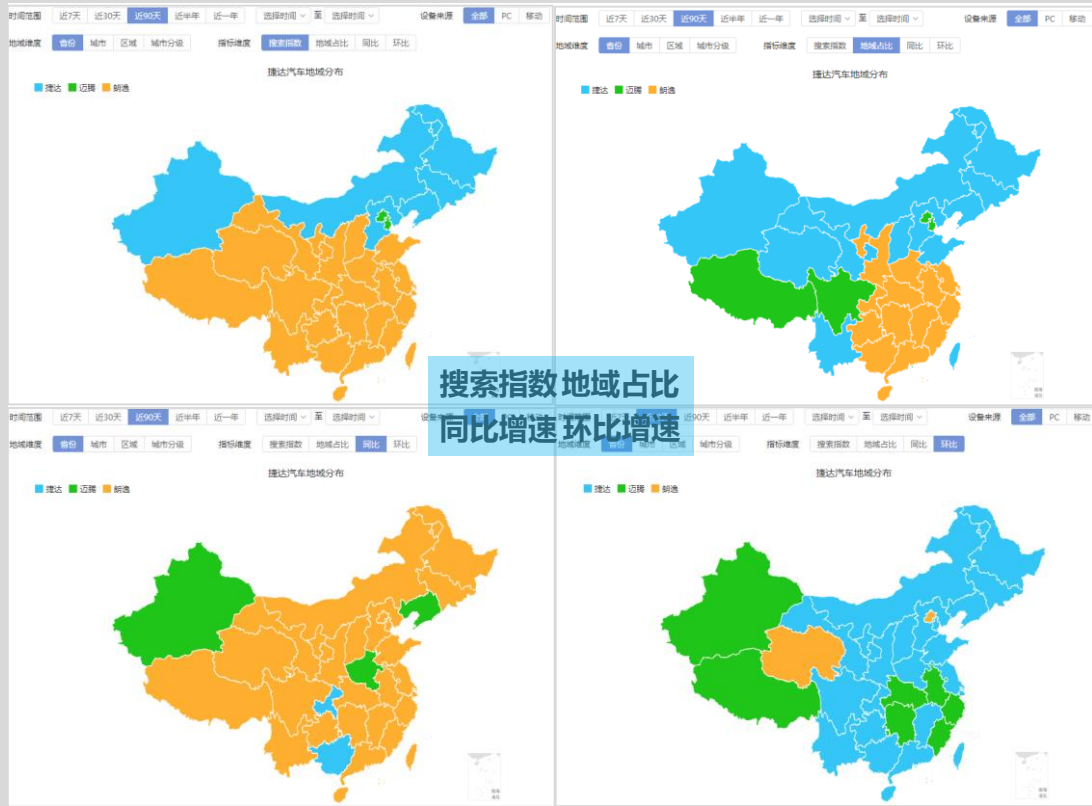 时间范围 近7天 近30天 近90天 近半年 近一年 选择时间 至 选择时间 设备来源 全部 PC 移动
地域维度 省份 城市 区域 城市分级 指标维度 搜索指数 地域占比 同比 环比
捷达汽车地域分布
捷达 迈腾 朗逸
时间范围 近7天 近30天 近90天 近半年 近一年 选择时间 至 选择时间 设备来源 全部 PC 移动
地域维度 省份 城市 区域 城市分级 指标维度 搜索指数 地域占比 同比 环比
捷达汽车地域分布
捷达 迈腾 朗逸
搜索指数 地域占比
同比增速 环比增速
时间范围 近7天 近30天 近90天 近半年 近一年 选择时间 至 选择时间
地域维度 省份 城市 区域 城市分级 指标维度 搜索指数 地域占比 同比 环比
捷达汽车地域分布
捷达 迈腾 朗逸
近半年 近一年 选择时间 至 选择时间 设备来源 全部 PC 移动
城市分级 指标维度 搜索指数 地域占比 同比 环比
捷达汽车地域分布
捷达 迈腾 朗逸